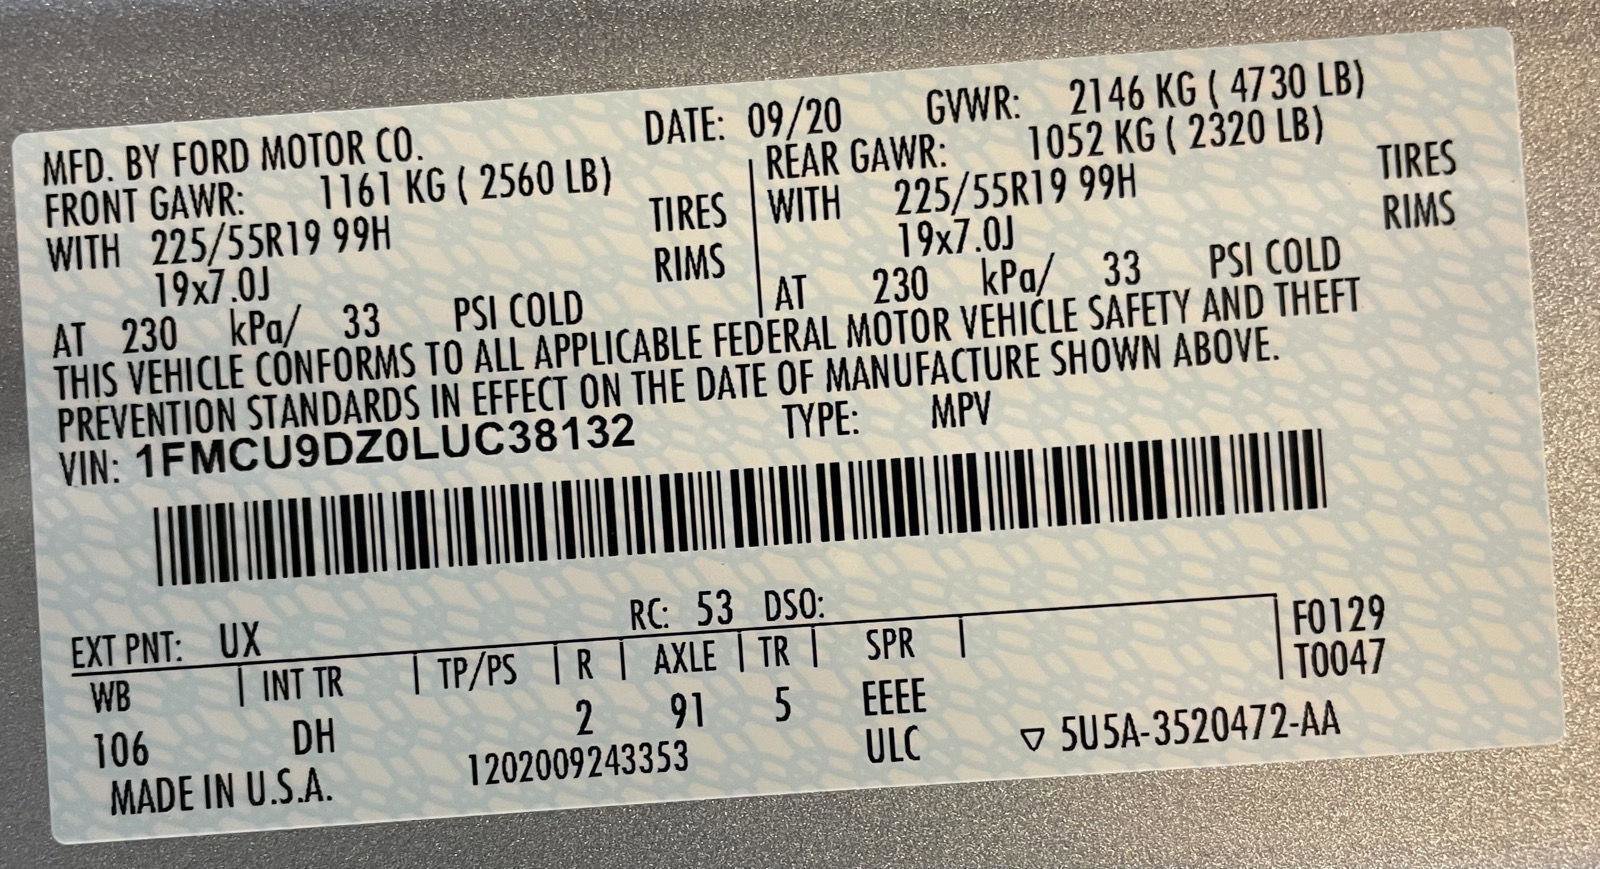 MFD. BY FORD MOTOR CO. DATE: 09/20 GVWR: 2146 KG ( 4730 LB)
FRONT GAWR: 1161 KG ( 2560 LB) REAR GAWR: 1052 KG ( 2320 LB)
WITH 225/55R19 99H TIRES WITH 225/55R19 99H TIRES
19x7.0J RIMS 19x7.0J RIMS
AT 230 kPa/ 33 PSI COLD AT 230 kPa/ 33 PSI COLD
THIS VEHICLE CONFORMS TO ALL APPLICABLE FEDERAL MOTOR VEHICLE SAFETY AND THEFT
PREVENTION STANDARDS IN EFFECT ON THE DATE OF MANUFACTURE SHOWN ABOVE.
VIN: 1FMCU9DZ0LUC38132 TYPE: MPV
EXT PNT: UX RC: 53 DSO: F0129
WB INT TR TP/PS R AXLE TR SPR T0047
106 DH 2 91 5 EEEE
MADE IN U.S.A. 1202009243353 ULC ▽ 5U5A-3520472-AA